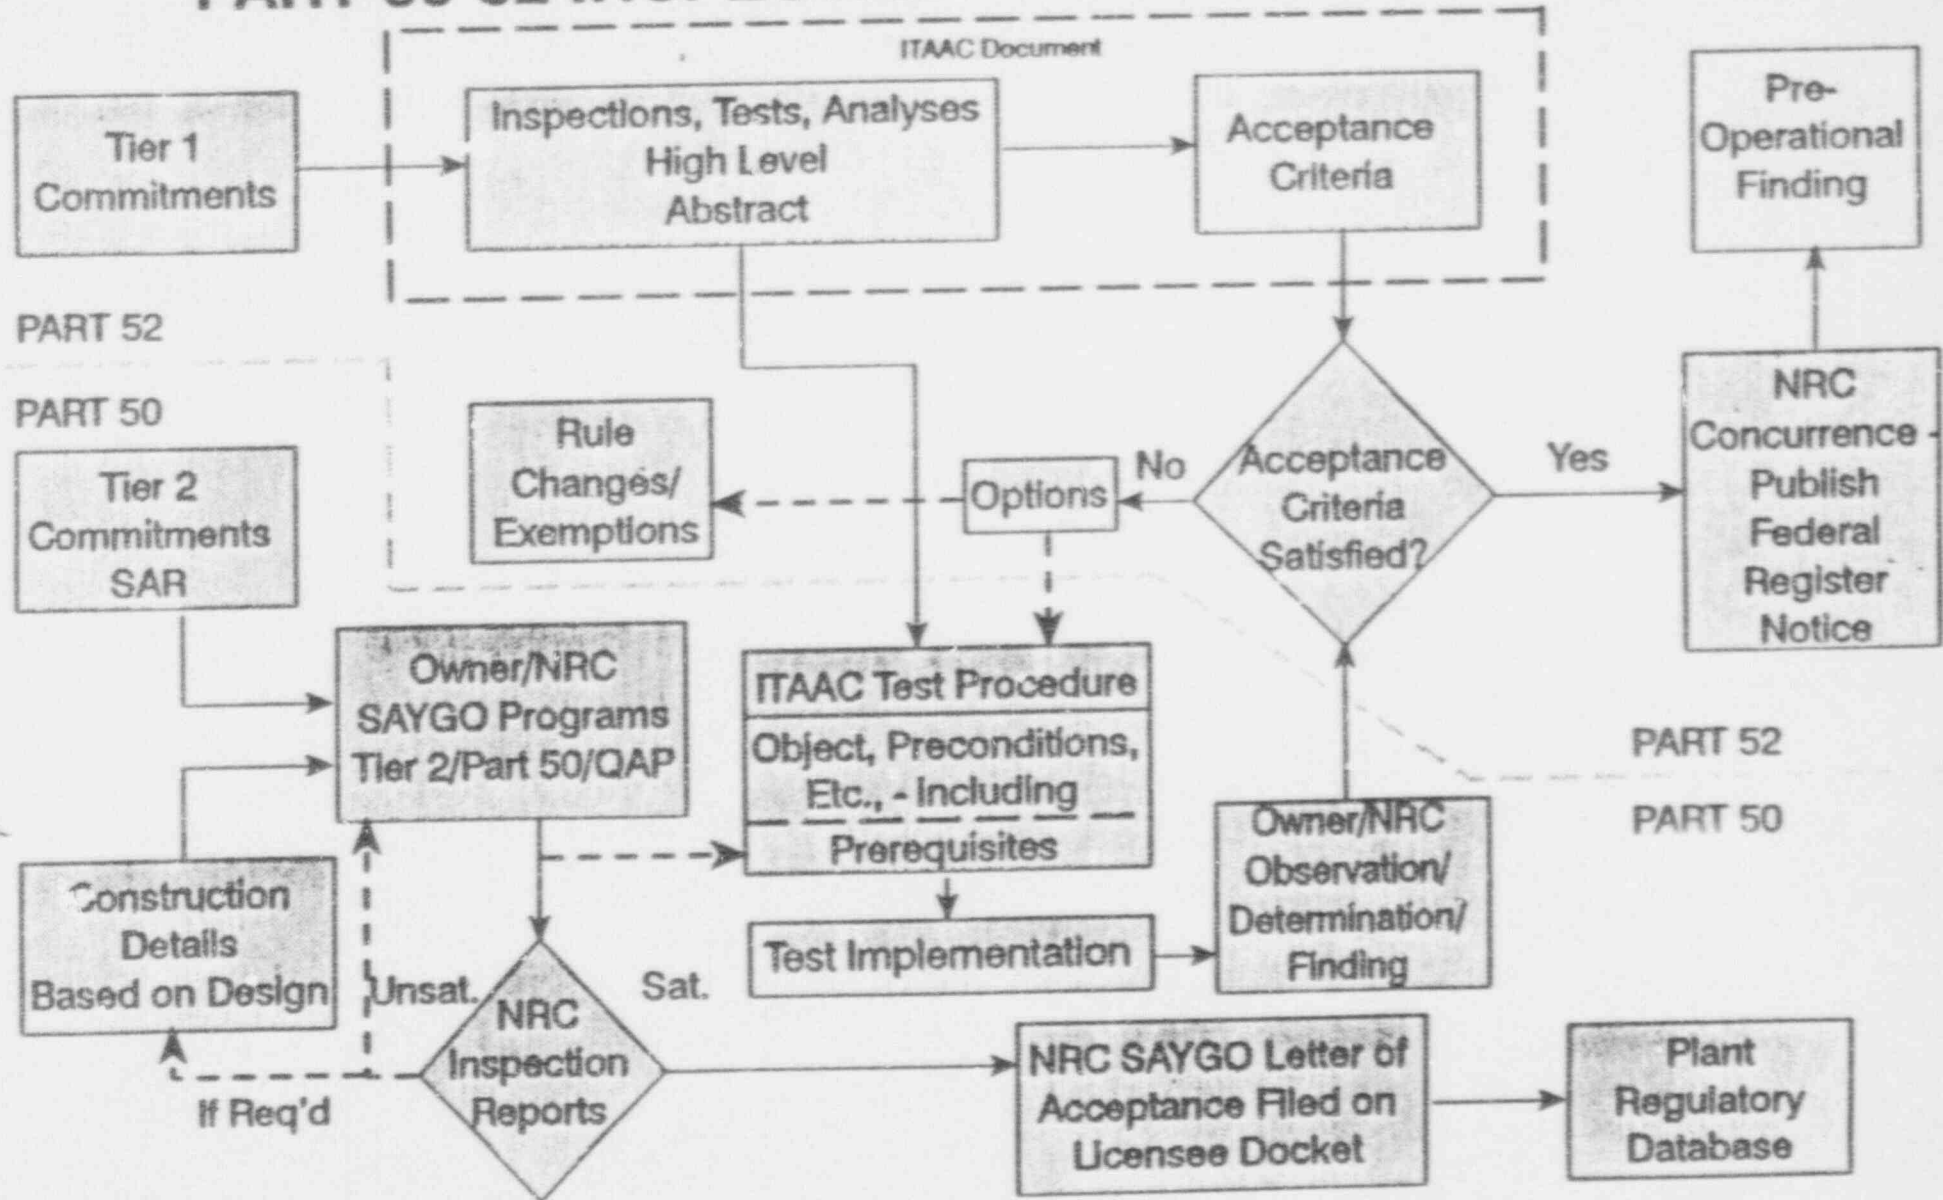 ITAAC Document
Tier 1
Commitments
Inspections, Tests, Analyses
High Level
Abstract
Acceptance
Criteria
Pre-
Operational
Finding
PART 52
PART 50
Tier 2
Commitments
SAR
Rule
Changes/
Exemptions
Options
No
Acceptance
Criteria
Satisfied?
Yes
NRC
Concurrence -
Publish
Federal
Register
Notice
Owner/NRC
SAYGO Programs
Tier 2/Part 50/QAP
ITAAC Test Procedure
Object, Preconditions,
Etc., - Including
Prerequisites
PART 52
PART 50
Construction
Details
Based on Design
Unsat.
Sat.
Test Implementation
Owner/NRC
Observation/
Determination/
Finding
If Req'd
NRC
Inspection
Reports
NRC SAYGO Letter of
Acceptance Filed on
Licensee Docket
Plant
Regulatory
Database